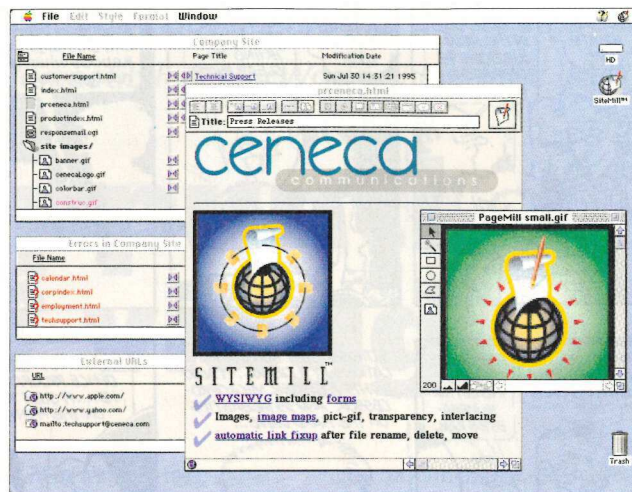 File Edit Style Format Window
Company Site
File Name Page Title Modification Date
customersupport.html Technical Support Sun Jul 30 14:31:21 1995
index.html
prceneca.html
productindex.html
responsemail.cgi
site images/
banner.gif
cenecaLogo.gif
colorbar.gif
construc.gif
Errors in Company Site
File Name
calendar.html
corpindex.html
employment.html
techsupport.html
External URLs
URL
http://www.apple.com/
http://www.yahoo.com/
mailto:techsupport@ceneca.com
prceneca.html
Title: Press Releases
ceneca
communications
SITEMILL™
WYSIWYG including forms
Images, image maps, pict-gif, transparency, interlacing
automatic link fixup after file rename, delete, move
PageMill small.gif
200
HD
SiteMill™
Trash